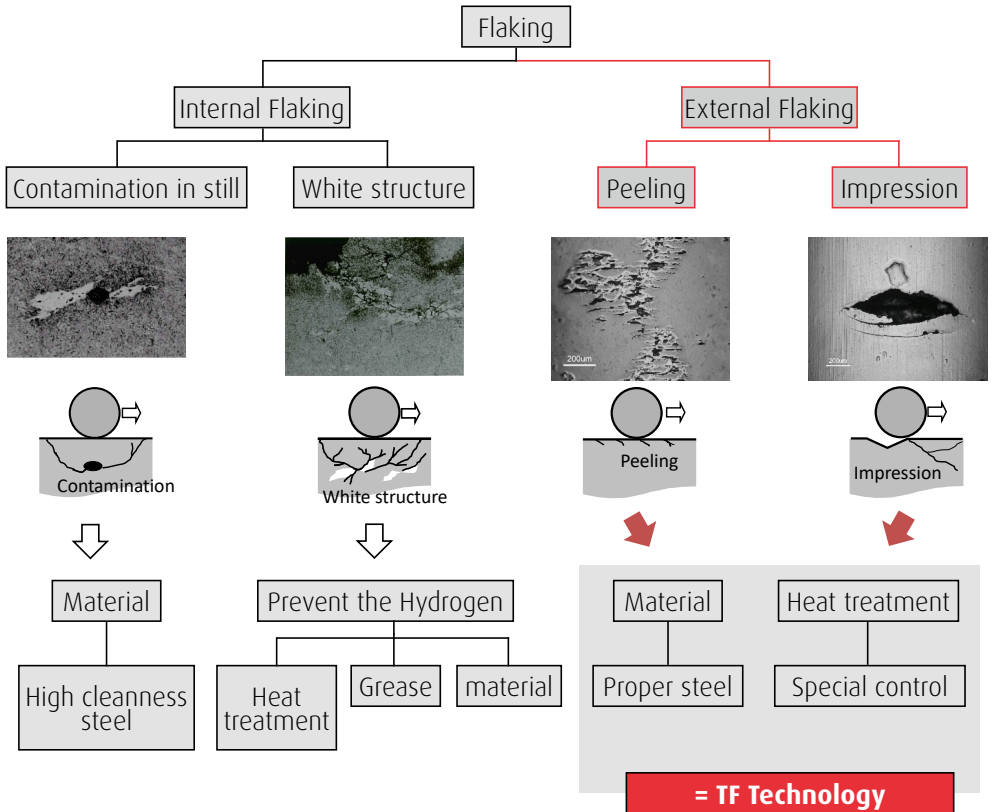 Flaking
Internal Flaking
External Flaking
Contamination in still
White structure
Peeling
Impression
200um
200um
Contamination
White structure
Peeling
Impression
Material
Prevent the Hydrogen
Material
Heat treatment
High cleanness
steel
Heat
treatment
Grease
material
Proper steel
Special control
= TF Technology